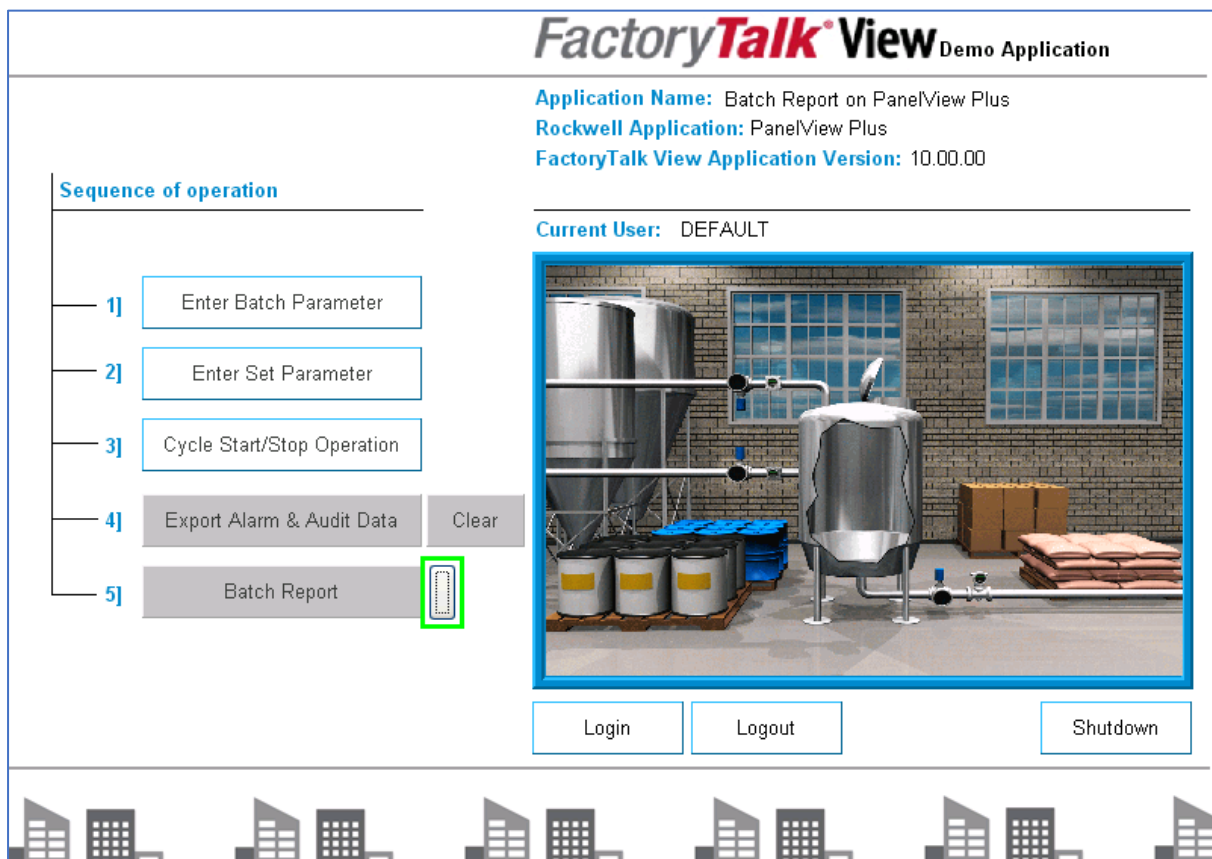 FactoryTalk® View Demo Application
Application Name: Batch Report on PanelView Plus
Rockwell Application: PanelView Plus
FactoryTalk View Application Version: 10.00.00
Sequence of operation
Current User: DEFAULT
1] Enter Batch Parameter
2] Enter Set Parameter
3] Cycle Start/Stop Operation
4] Export Alarm & Audit Data Clear
5] Batch Report
Login Logout Shutdown